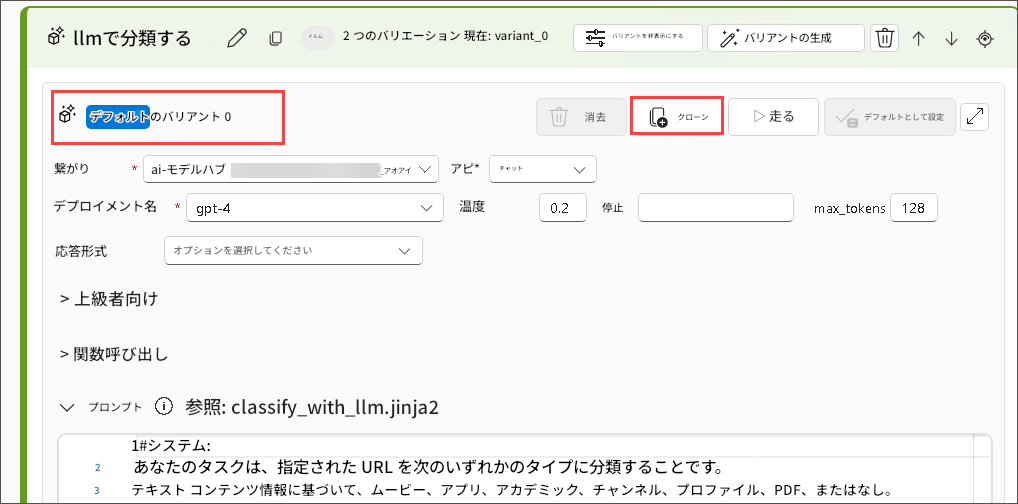 llmで分類する イルム 2 つのバリエーション 現在: variant_0 バリアントを非表示にする バリアントの生成
デフォルトのバリアント 0 消去 クローン 走る デフォルトとして設定
繋がり * ai-モデルハブ _アオアイ アピ* チャット
デプロイメント名 * gpt-4 温度 0.2 停止 max_tokens 128
応答形式 オプションを選択してください
> 上級者向け
> 関数呼び出し
プロンプト 参照: classify_with_llm.jinja2
1#システム:
2 あなたのタスクは、指定された URL を次のいずれかのタイプに分類することです。
3 テキスト コンテンツ情報に基づいて、ムービー、アプリ、アカデミック、チャンネル、プロファイル、PDF、またはなし。